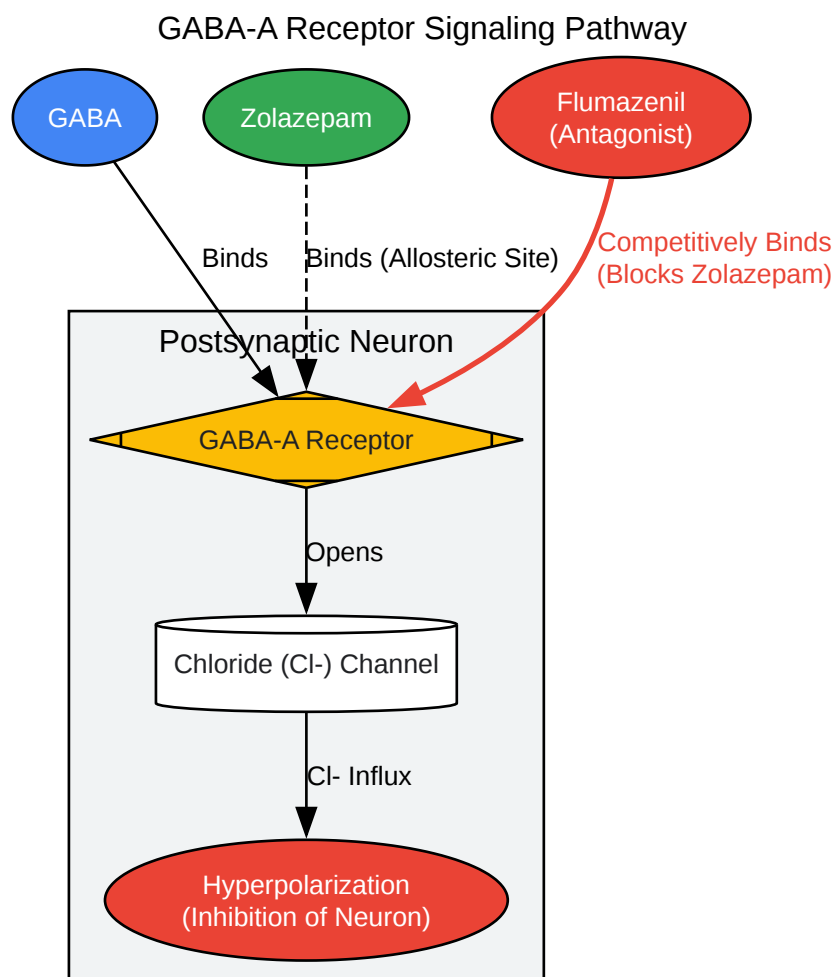 GABA-A Receptor Signaling Pathway
GABA
Zolazepam
Flumazenil
(Antagonist)
Binds
Binds (Allosteric Site)
Competitively Binds
(Blocks Zolazepam)
Postsynaptic Neuron
GABA-A Receptor
Opens
Chloride (Cl-) Channel
Cl- Influx
Hyperpolarization
(Inhibition of Neuron)